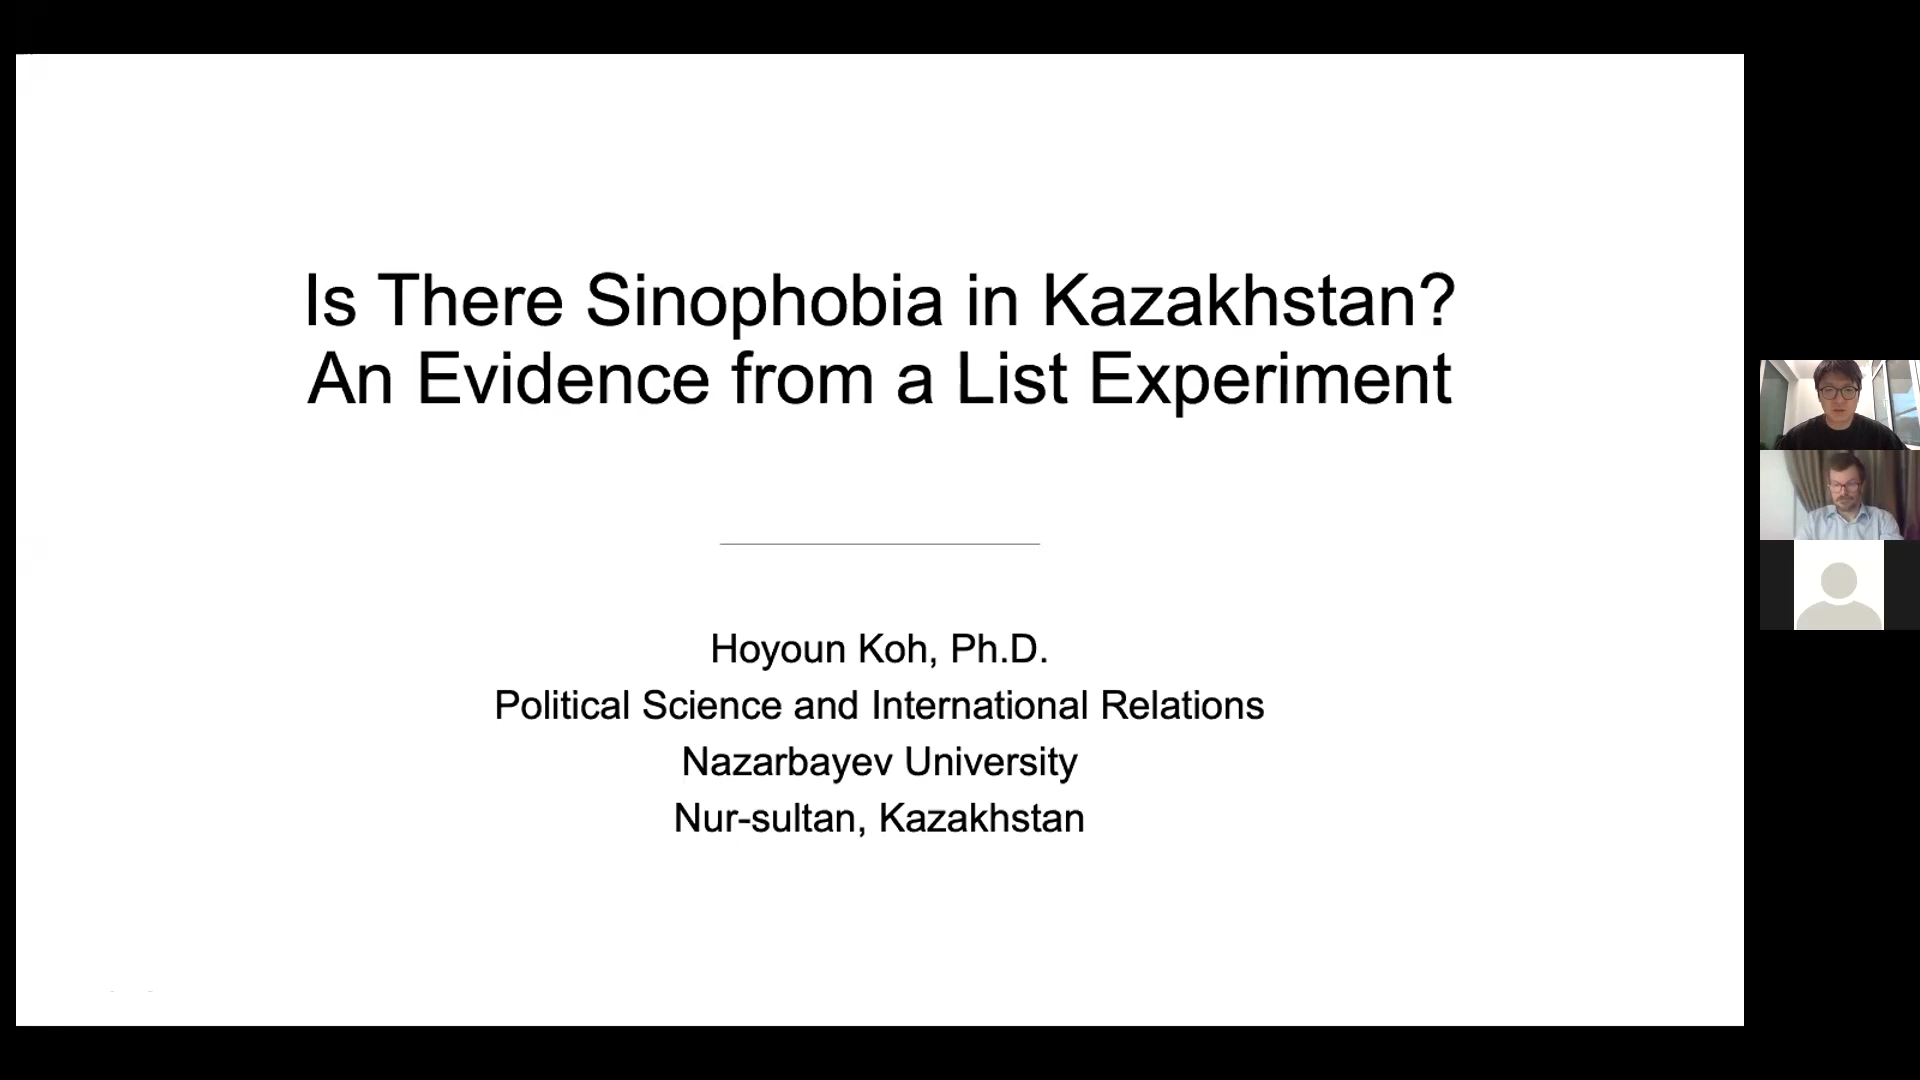 Is There Sinophobia in Kazakhstan?
An Evidence from a List Experiment
Hoyoun Koh, Ph.D.
Political Science and International Relations
Nazarbayev University
Nur-sultan, Kazakhstan